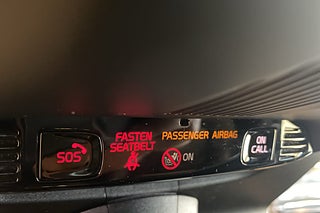 SOS
FASTEN
SEATBELT
PASSENGER AIRBAG
ON
ON
CALL